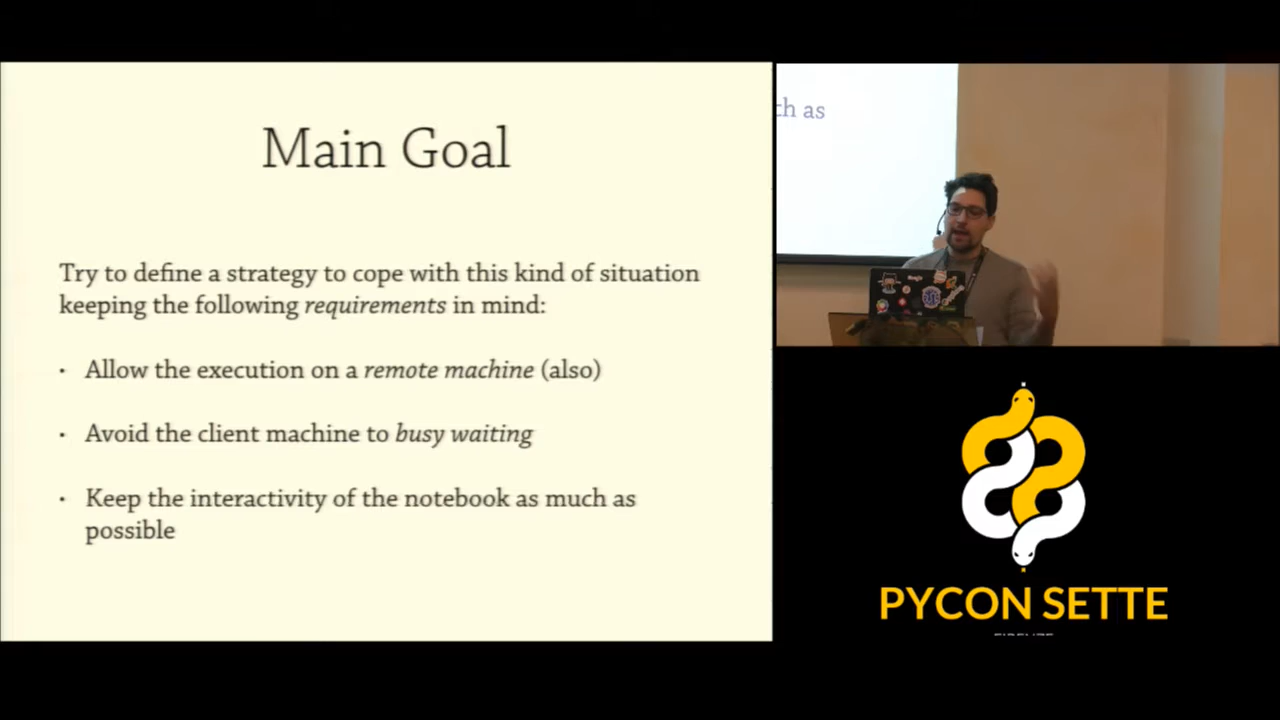 Main Goal
Try to define a strategy to cope with this kind of situation
keeping the following requirements in mind:
• Allow the execution on a remote machine (also)
• Avoid the client machine to busy waiting
• Keep the interactivity of the notebook as much as
possible
ch as
PYCON SETTE